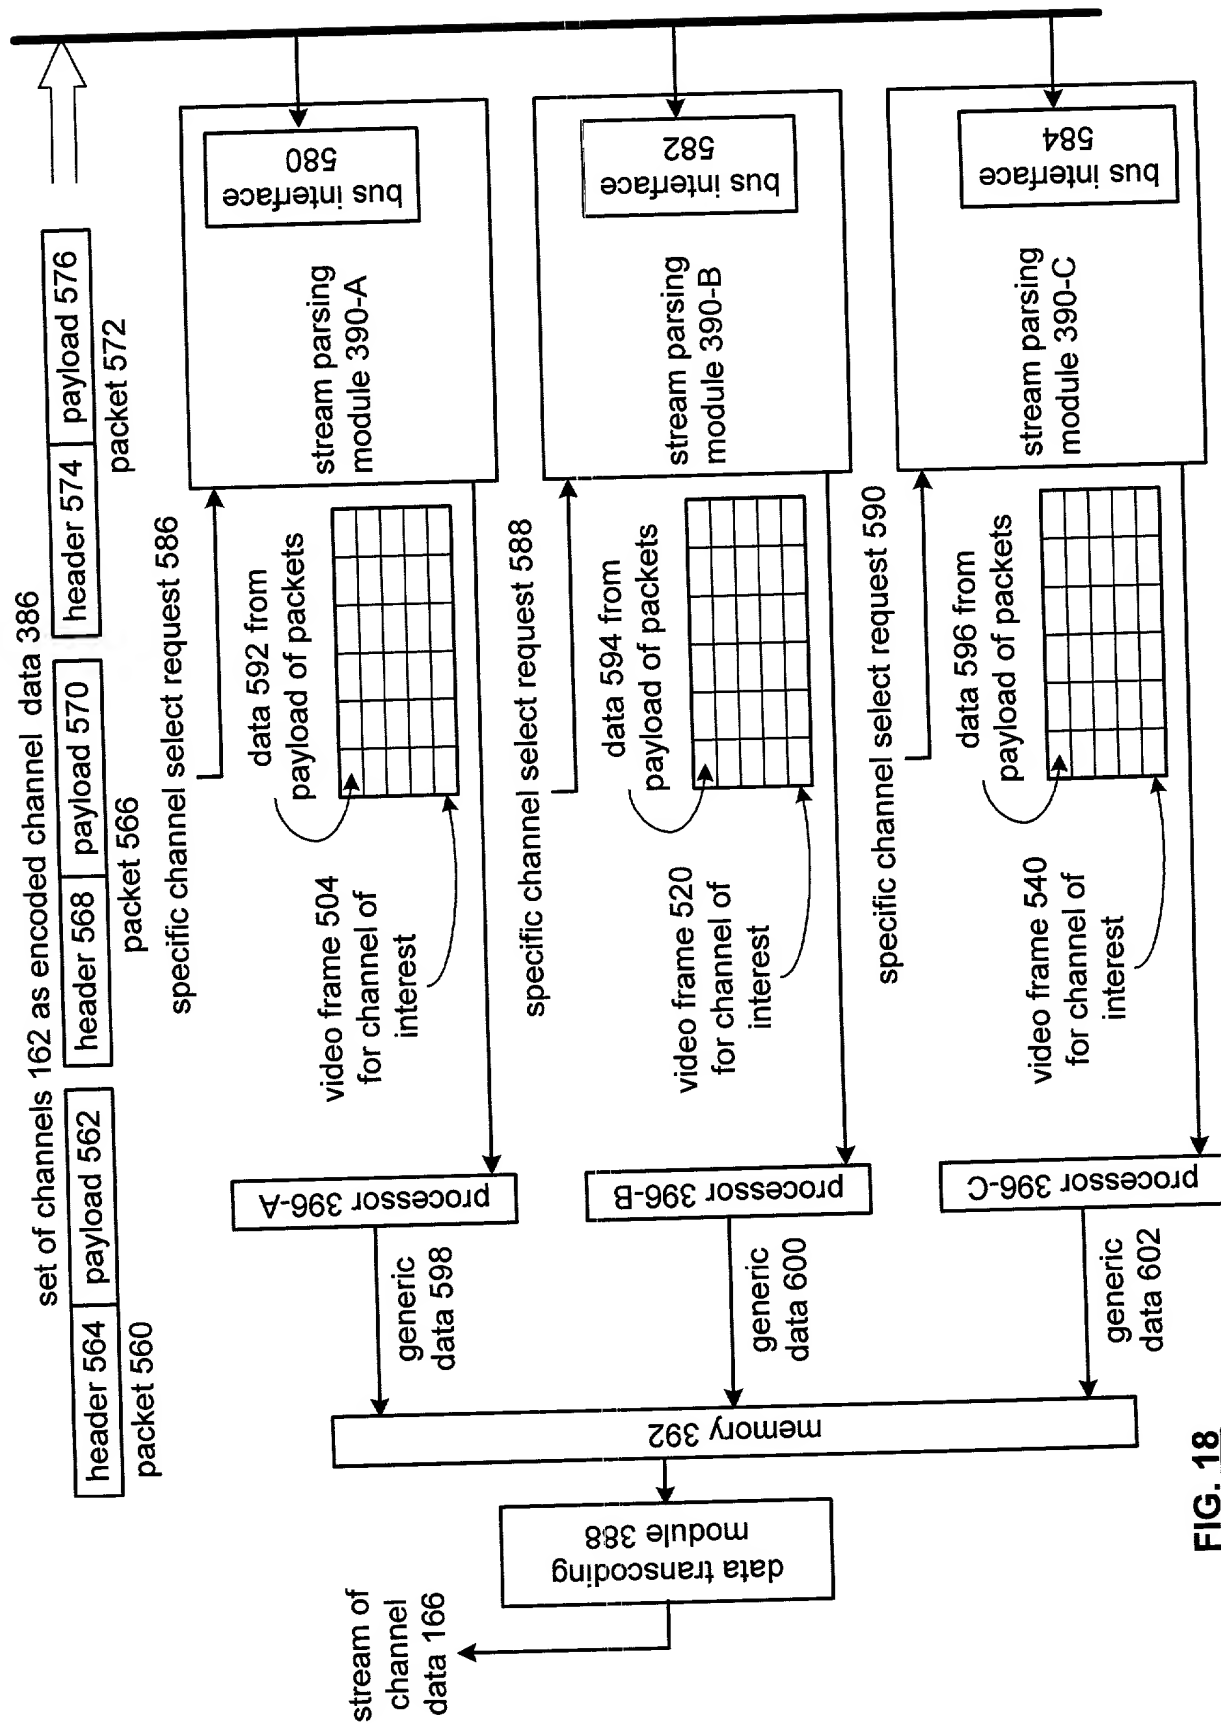 set of channels 162 as encoded channel data 386
header 564
payload 562
packet 560
header 568
payload 570
packet 566
header 574
payload 576
packet 572
specific channel select request 586
bus interface
580
stream parsing
module 390-A
data 592 from
payload of packets
video frame 504
for channel of
interest
processor 396-A
generic
data 598
specific channel select request 588
bus interface
582
stream parsing
module 390-B
data 594 from
payload of packets
video frame 520
for channel of
interest
processor 396-B
generic
data 600
specific channel select request 590
bus interface
584
stream parsing
module 390-C
data 596 from
payload of packets
video frame 540
for channel of
interest
processor 396-C
generic
data 602
memory 392
data transcoding
module 388
stream of
channel
data 166
FIG. 18